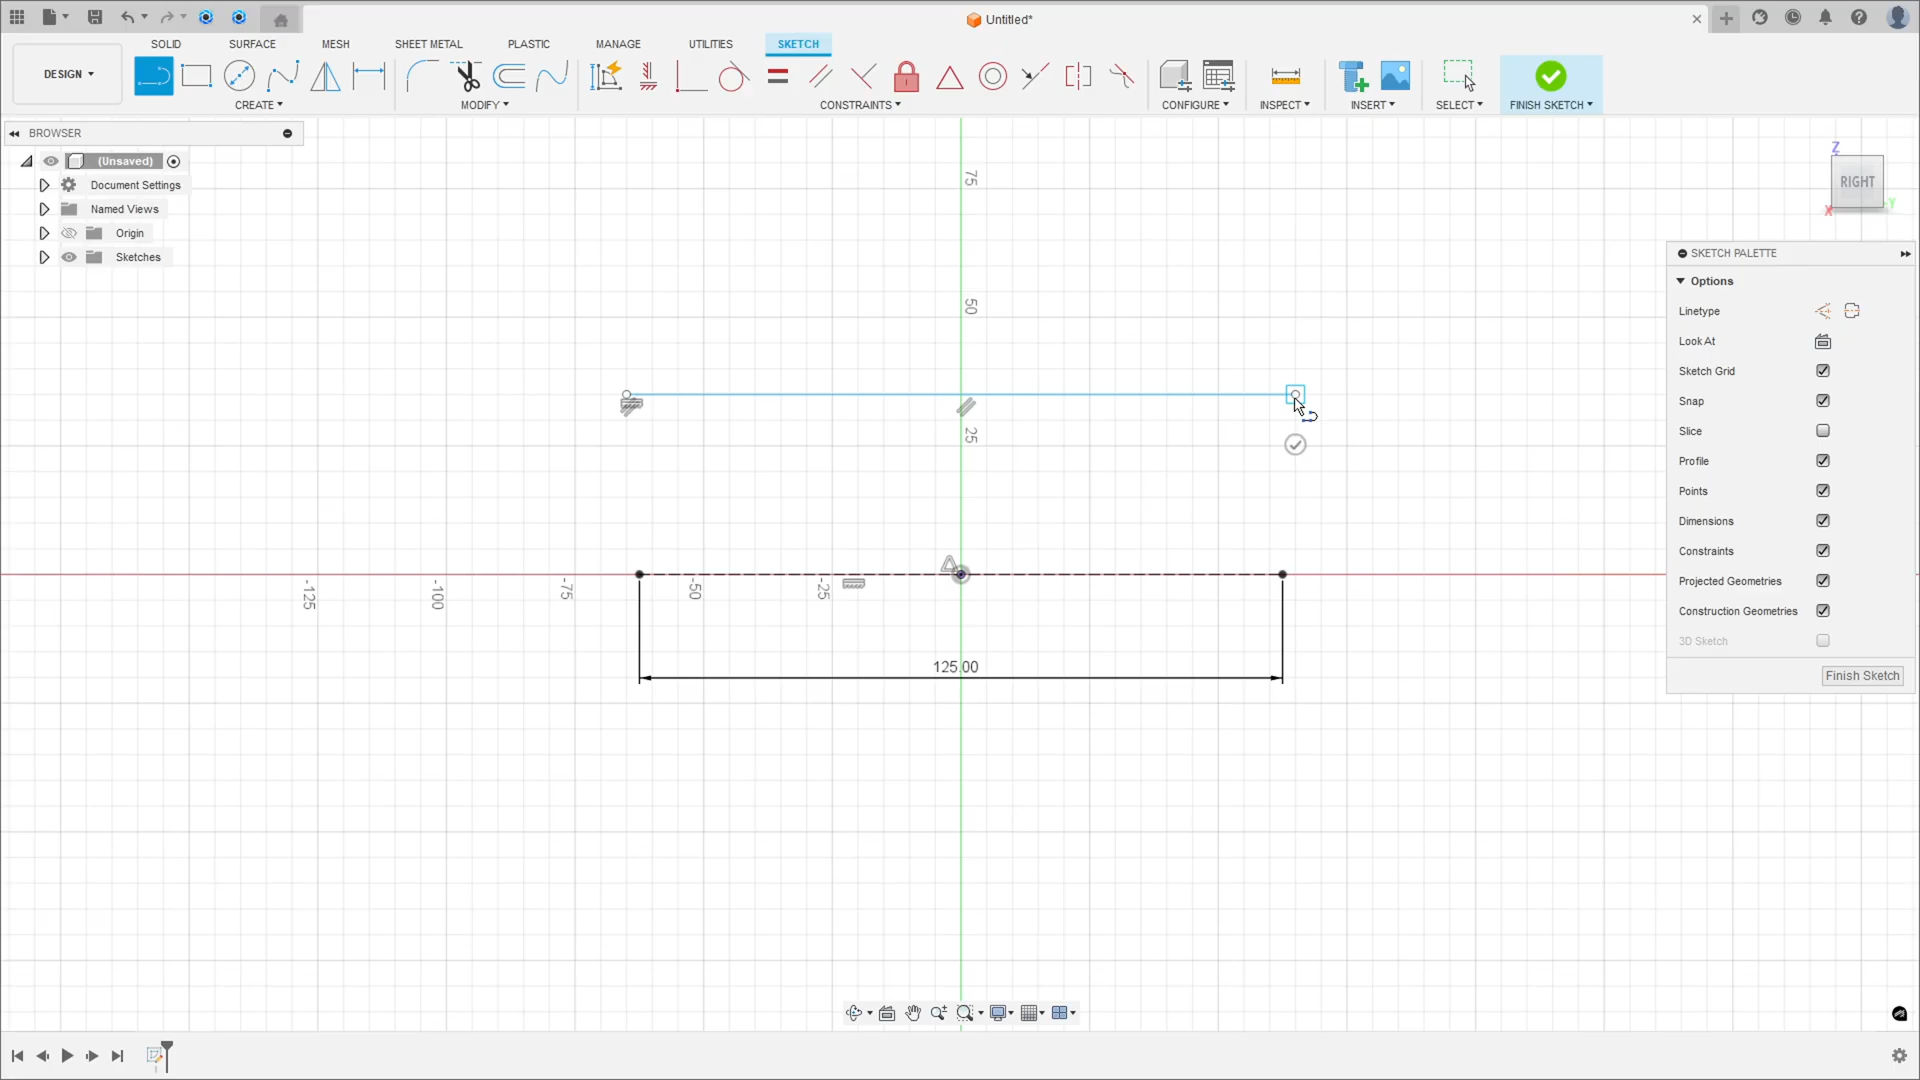 Untitled*
SOLID SURFACE MESH SHEET METAL PLASTIC MANAGE UTILITIES SKETCH
DESIGN
CREATE MODIFY CONSTRAINTS CONFIGURE INSPECT INSERT SELECT FINISH SKETCH
BROWSER
(Unsaved)
Document Settings
Named Views
Origin
Sketches
Z
RIGHT
X
Y
SKETCH PALETTE
Options
Linetype
Look At
Sketch Grid
Snap
Slice
Profile
Points
Dimensions
Constraints
Projected Geometries
Construction Geometries
3D Sketch
Finish Sketch
75
50
25
-125
-100
-75
-50
-25
125.00